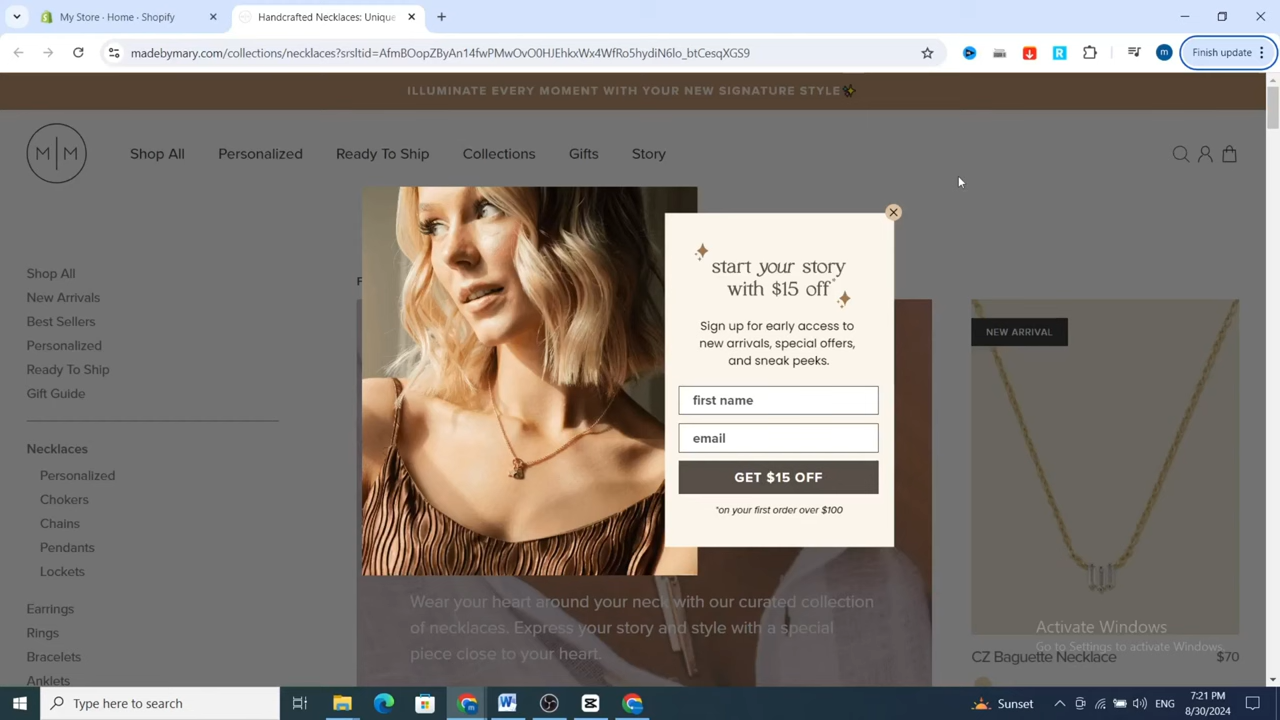 My Store · Home · Shopify
Handcrafted Necklaces: Unique
madebymary.com/collections/necklaces?srsltid=AfmBOopZByAn14fwPMwOvO0HJEhkxWx4WfRo5hydiN6lo_btCesqXGS9
R
m
Finish update
ILLUMINATE EVERY MOMENT WITH YOUR NEW SIGNATURE STYLE✨
M|M
Shop All
Personalized
Ready To Ship
Collections
Gifts
Story
Shop All
New Arrivals
Best Sellers
Personalized
Ready To Ship
Gift Guide
Necklaces
Personalized
Chokers
Chains
Pendants
Lockets
Earrings
Rings
Bracelets
Anklets
start your story
with $15 off*
Sign up for early access to
new arrivals, special offers,
and sneak peeks.
first name
email
GET $15 OFF
*on your first order over $100
Wear your heart around your neck with our curated collection
of necklaces. Express your story and style with a special
piece close to your heart.
NEW ARRIVAL
CZ Baguette Necklace
$70
Activate Windows
Go to Settings to activate Windows.
Type here to search
Sunset
ENG
7:21 PM
8/30/2024